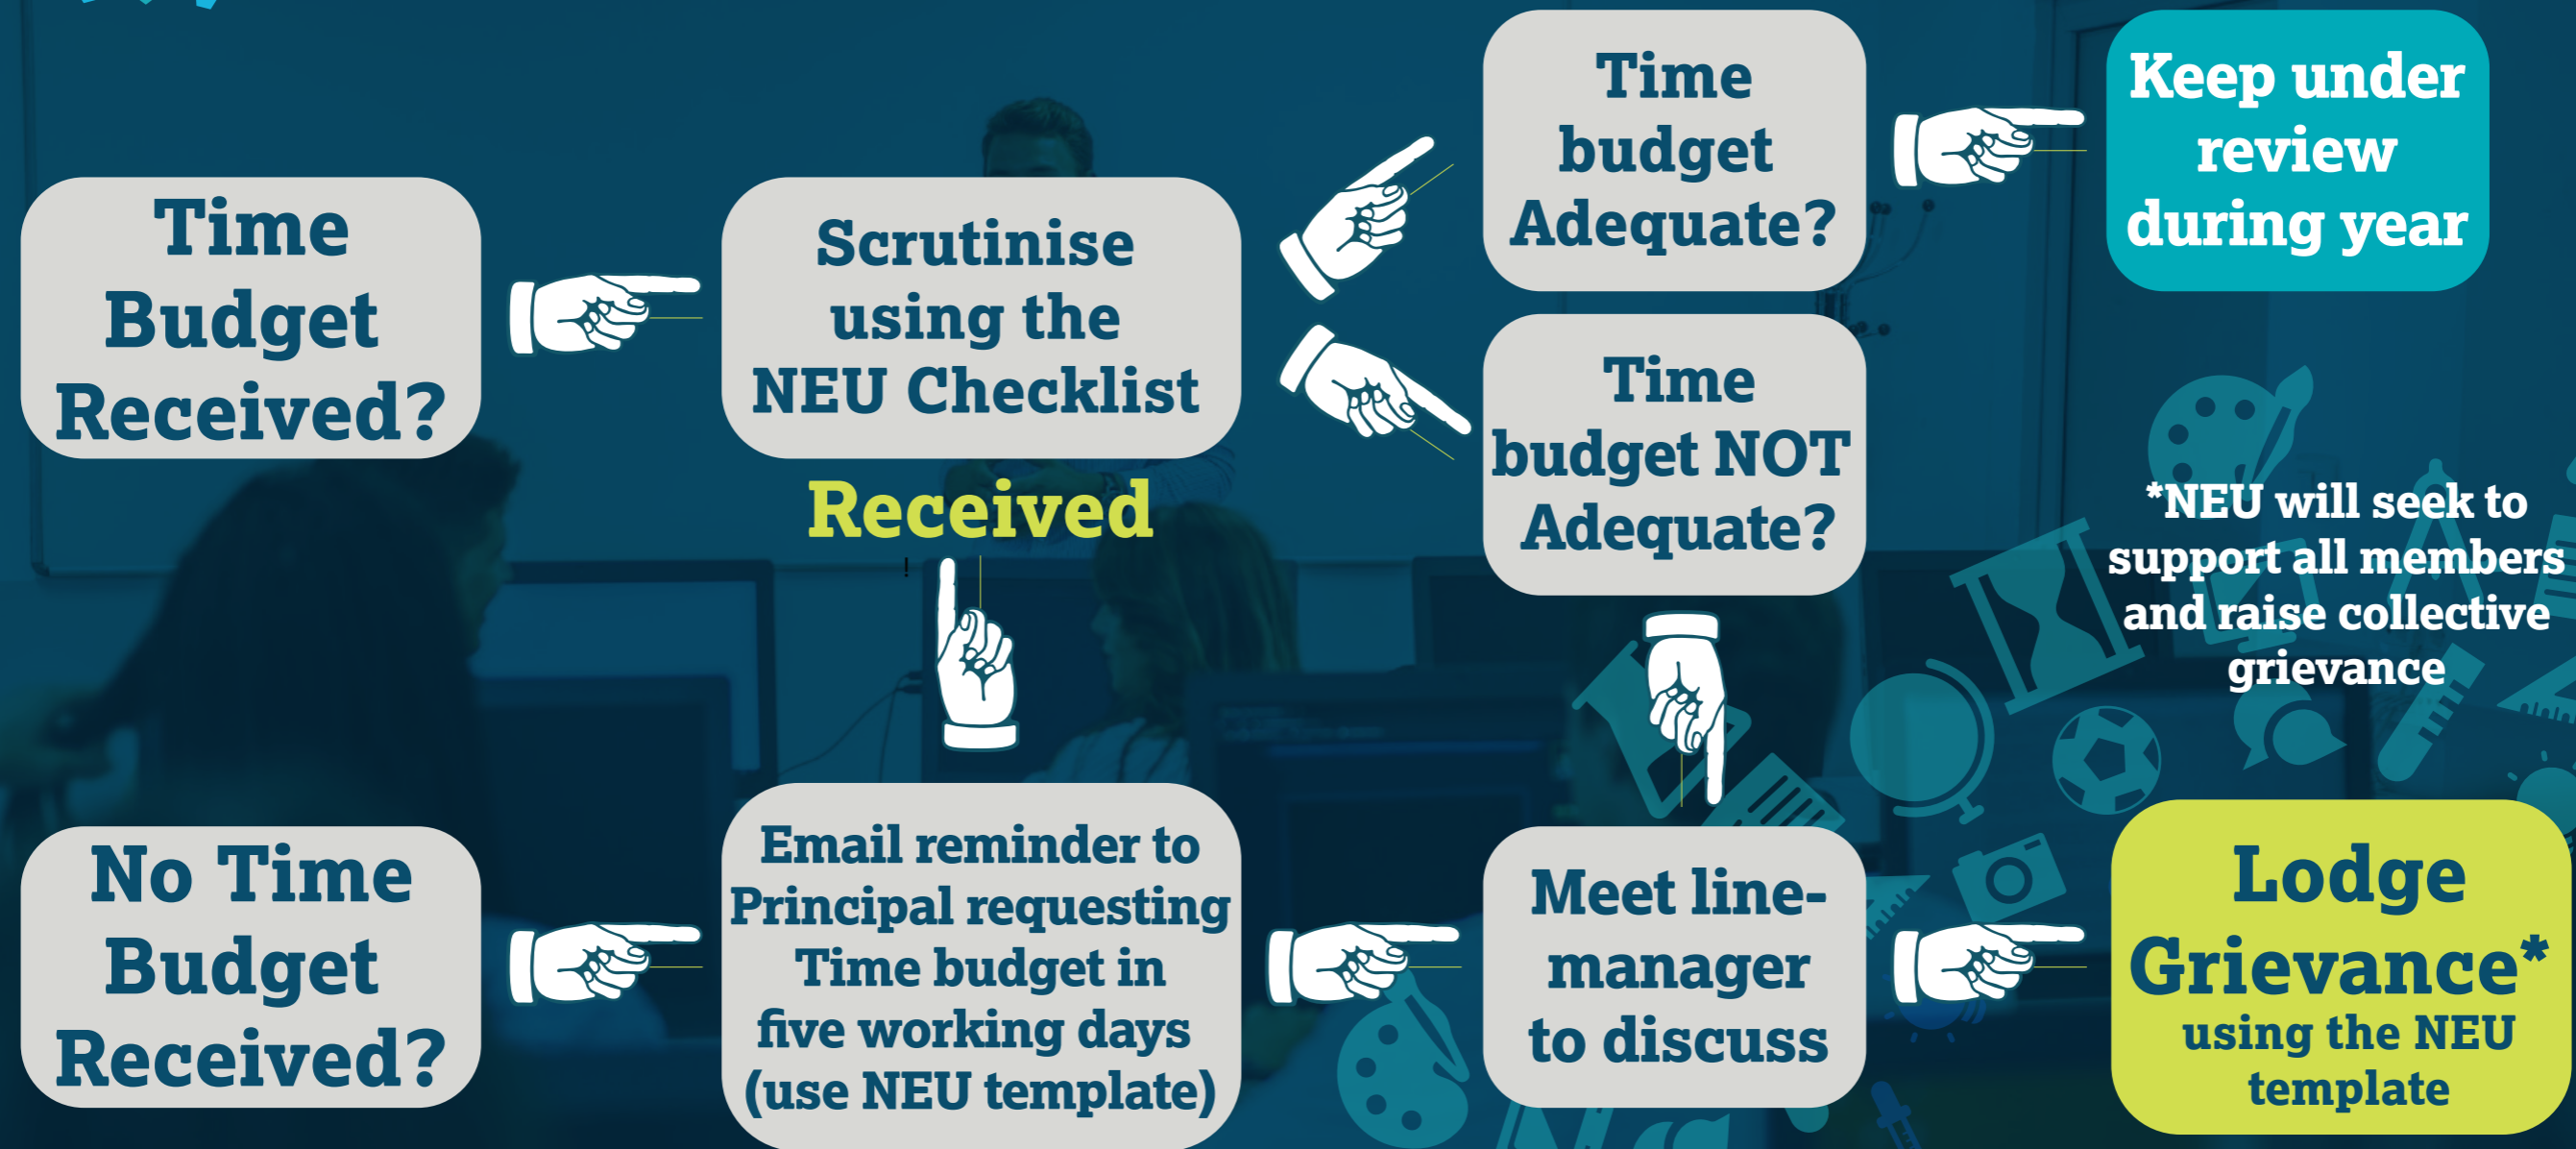 Time
Budget
Received?
Scrutinise
using the
NEU Checklist
Time
budget
Adequate?
Keep under
review
during year
Time
budget NOT
Adequate?
Received
!
*NEU will seek to
support all members
and raise collective
grievance
No Time
Budget
Received?
Email reminder to
Principal requesting
Time budget in
five working days
(use NEU template)
Meet line-
manager
to discuss
Lodge
Grievance*
using the NEU
template